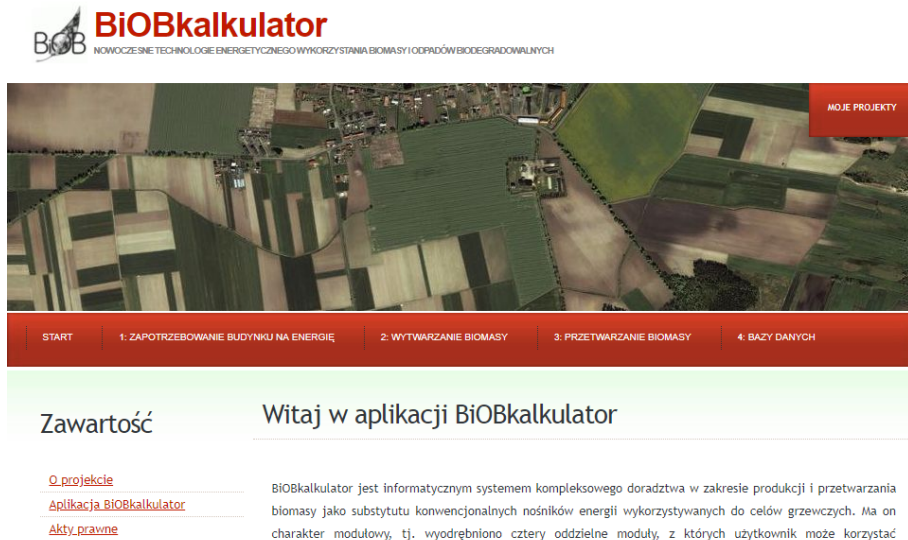 BiOBkalkulator
BiOB
NOWOCZESNE TECHNOLOGIE ENERGETYCZNEGO WYKORZYSTANIA BIOMASY I ODPADÓW BIODEGRADOWALNYCH
MOJE PROJEKTY
START
1: ZAPOTRZEBOWANIE BUDYNKU NA ENERGIĘ
2: WYTWARZANIE BIOMASY
3: PRZETWARZANIE BIOMASY
4: BAZY DANYCH
Zawartość
O projekcie
Aplikacja BiOBkalkulator
Akty prawne
Witaj w aplikacji BiOBkalkulator
BiOBkalkulator jest informatycznym systemem kompleksowego doradztwa w zakresie produkcji i przetwarzania
biomasy jako substytutu konwencjonalnych nośników energii wykorzystywanych do celów grzewczych. Ma on
charakter modułowy, tj. wyodrębniono cztery oddzielne moduły, z których użytkownik może korzystać